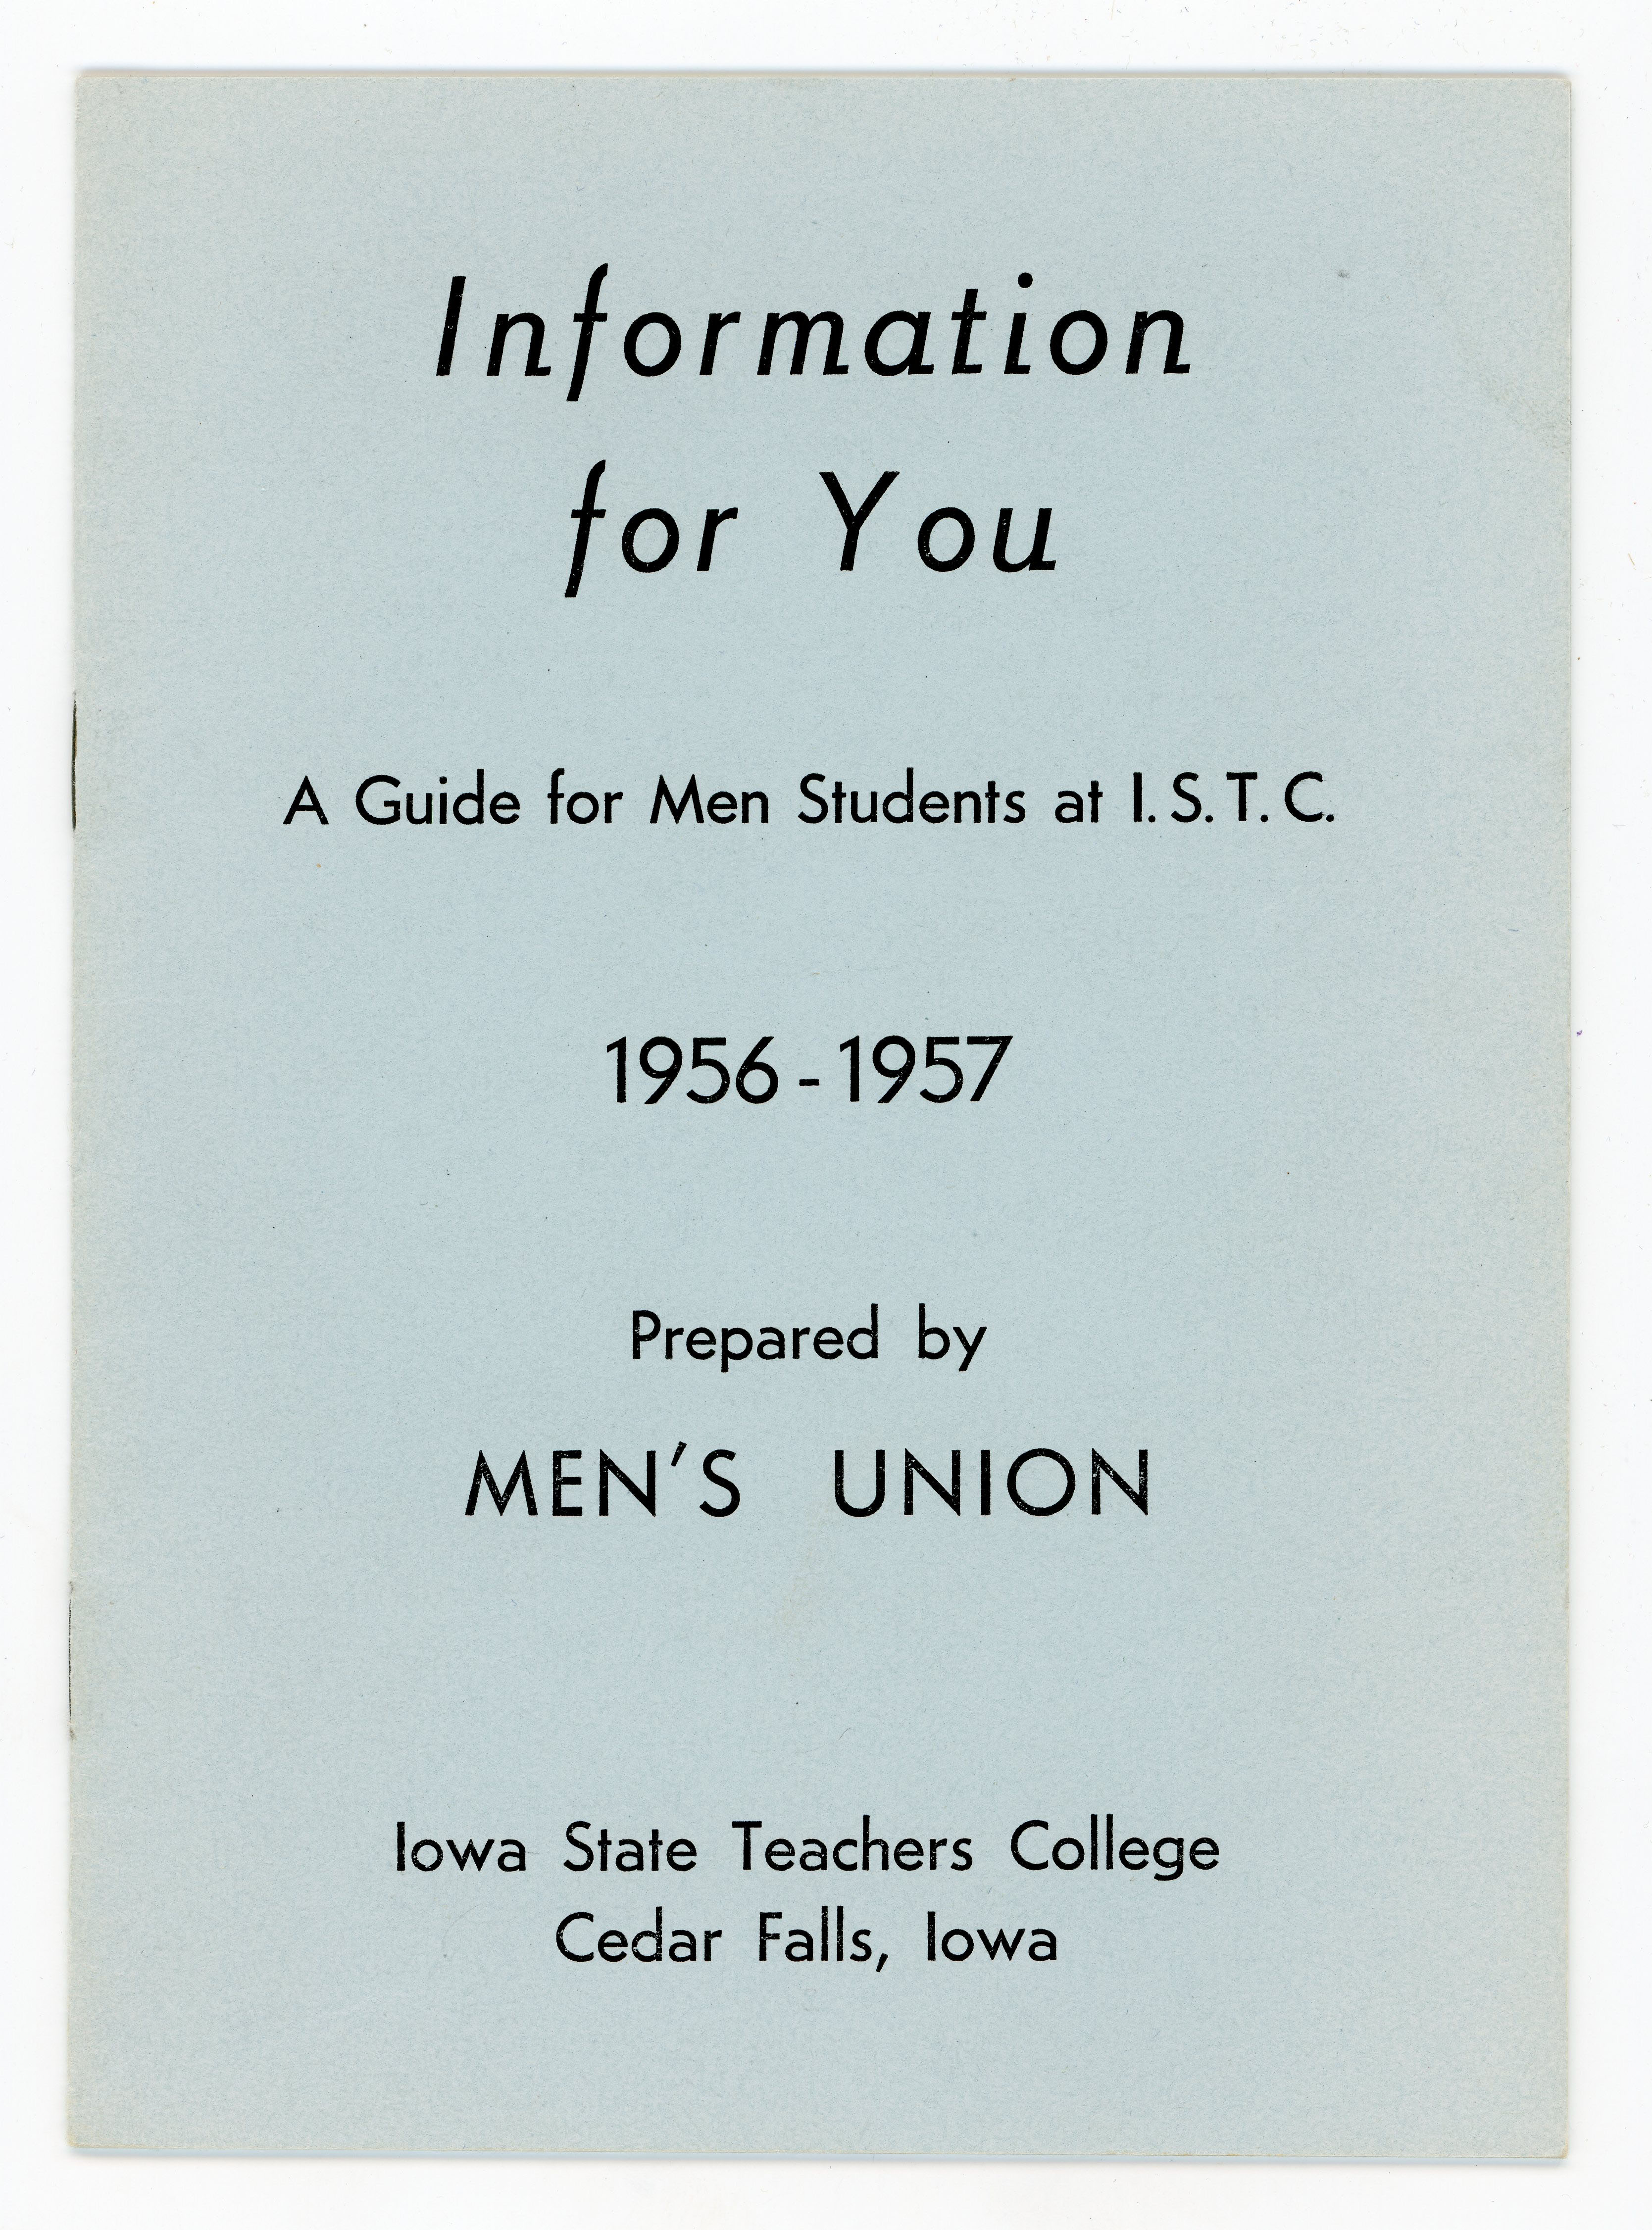 Information
for You
A Guide for Men Students at I. S. T. C.
1956 - 1957
Prepared by
MEN'S UNION
Iowa State Teachers College
Cedar Falls, Iowa